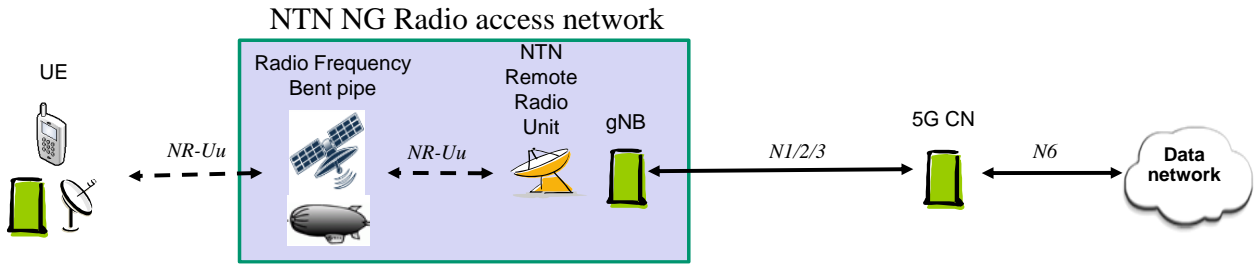 NTN NG Radio access network
UE
Radio Frequency
Bent pipe
NTN
Remote
Radio
Unit
gNB
5G CN
NR-Uu
NR-Uu
N1/2/3
N6
Data
network